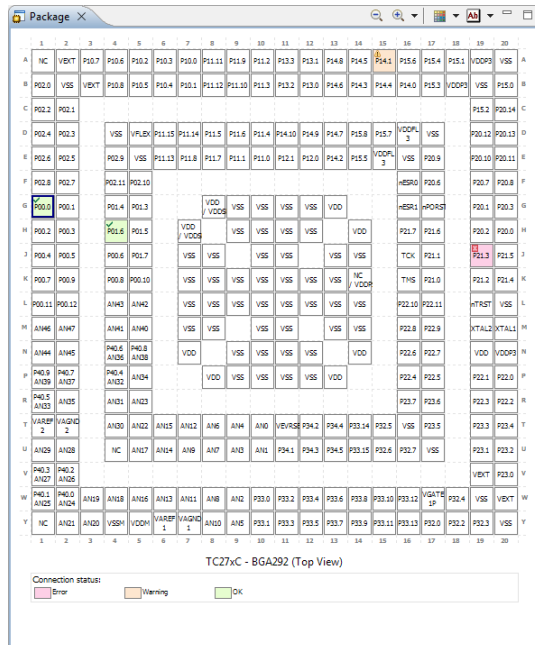 Package
1 2 3 4 5 6 7 8 9 10 11 12 13 14 15 16 17 18 19 20
A NC VEXT P10.7 P10.6 P10.2 P10.3 P10.0 P11.11 P11.9 P11.2 P13.3 P13.1 P14.8 P14.5 P14.1 P15.6 P15.4 P15.1 VDDP3 VSS A
B P02.0 VSS VEXT P10.8 P10.5 P10.4 P10.1 P11.12 P11.10 P11.3 P13.2 P13.0 P14.6 P14.3 P14.4 P14.0 P15.3 VDDP3 VSS P15.0 B
C P02.2 P02.1 P15.2 P20.14 C
D P02.4 P02.3 VSS VFLEX P11.15 P11.14 P11.5 P11.6 P11.4 P14.10 P14.9 P14.7 P15.8 P15.7 VDDFL 3 VSS P20.12 P20.13 D
E P02.6 P02.5 P02.9 VSS P11.13 P11.8 P11.7 P11.1 P11.0 P12.1 P12.0 P14.2 P15.5 VDDFL 3 VSS P20.9 P20.10 P20.11 E
F P02.8 P02.7 P02.11 P02.10 nESR0 P20.6 P20.7 P20.8 F
G P00.0 P00.1 P01.4 P01.3 VDD / VDDS VSS VSS VSS VSS VDD nESR1 nPORST P20.1 P20.3 G
H P00.2 P00.3 P01.6 P01.5 VDD / VDDS VSS VSS VSS VSS VDD P21.7 P21.6 P20.2 P20.0 H
J P00.4 P00.5 P00.6 P01.7 VSS VSS VSS VSS VSS VSS TCK P21.1 P21.3 P21.5 J
K P00.7 P00.9 P00.8 P00.10 VSS VSS VSS VSS VSS VSS VSS NC / VDDP TMS P21.0 P21.2 P21.4 K
L P00.11 P00.12 AN43 AN42 VSS VSS VSS VSS VSS VSS VSS VSS P22.10 P22.11 nTRST VSS L
M AN46 AN47 AN41 AN40 VSS VSS VSS VSS VSS VSS P22.8 P22.9 XTAL2 XTAL1 M
N AN44 AN45 P40.6 AN36 P40.8 AN38 VDD VSS VSS VSS VSS VDD P22.6 P22.7 VDD VDDP3 N
P P40.9 AN39 P40.7 AN37 P40.4 AN32 AN34 VDD VSS VSS VSS VSS VDD P22.4 P22.5 P22.1 P22.0 P
R P40.5 AN33 AN35 AN31 AN23 P23.7 P23.6 P22.3 P22.2 R
T VAREF 2 VAGND 2 AN30 AN22 AN15 AN12 AN6 AN4 AN0 VEVRSB P34.2 P34.4 P33.14 P32.5 VSS P23.5 P23.3 P23.4 T
U AN29 AN28 NC AN17 AN14 AN9 AN7 AN3 AN1 P34.1 P34.3 P34.5 P33.15 P32.6 P32.7 VSS P23.1 P23.2 U
V P40.3 AN27 P40.2 AN26 VEXT P23.0 V
W P40.1 AN25 P40.0 AN24 AN19 AN18 AN16 AN13 AN11 AN8 AN2 P33.0 P33.2 P33.4 P33.6 P33.8 P33.10 P33.12 VGATE 1P P32.4 VSS VEXT W
Y NC AN21 AN20 VSSM VDDM VAREF 1 VAGND 1 AN10 AN5 P33.1 P33.3 P33.5 P33.7 P33.9 P33.11 P33.13 P32.0 P32.2 P32.3 VSS Y
1 2 3 4 5 6 7 8 9 10 11 12 13 14 15 16 17 18 19 20
TC27xC - BGA292 (Top View)
Connection status:
Error Warning OK